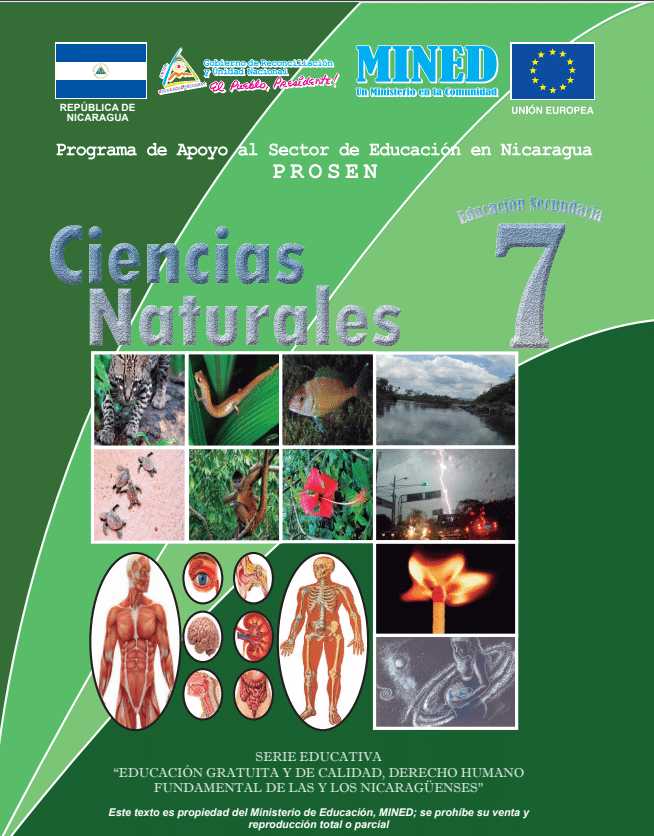 Gobierno de Reconciliación
y Unidad Nacional
El Pueblo, Presidente!
MINED
Un Ministerio en la Comunidad
REPÚBLICA DE
NICARAGUA
UNIÓN EUROPEA
Programa de Apoyo al Sector de Educación en Nicaragua
PROSEN
Educación Secundaria
7
Ciencias
Naturales
SERIE EDUCATIVA
“EDUCACIÓN GRATUITA Y DE CALIDAD, DERECHO HUMANO
FUNDAMENTAL DE LAS Y LOS NICARAGÜENSES”
Este texto es propiedad del Ministerio de Educación, MINED; se prohíbe su venta y
reproducción total o parcial